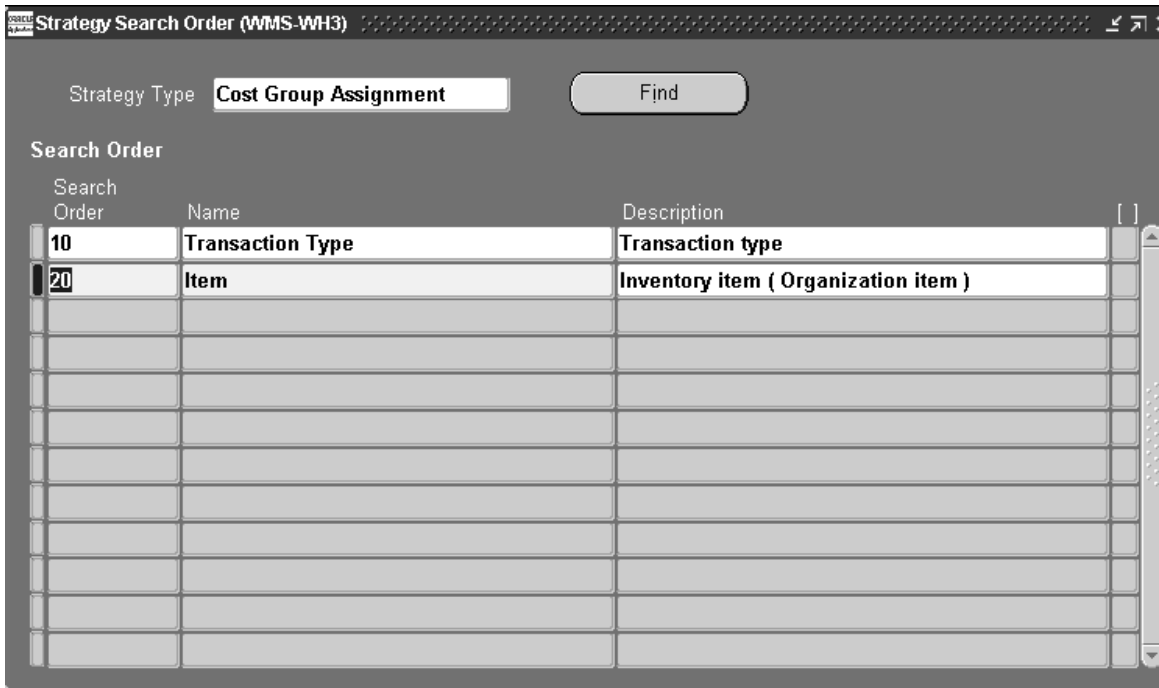 Strategy Search Order (WMS-WH3)
Strategy Type Cost Group Assignment Find
Search Order
Search
Order Name Description [ ]
10 Transaction Type Transaction type
20 Item Inventory item ( Organization item )